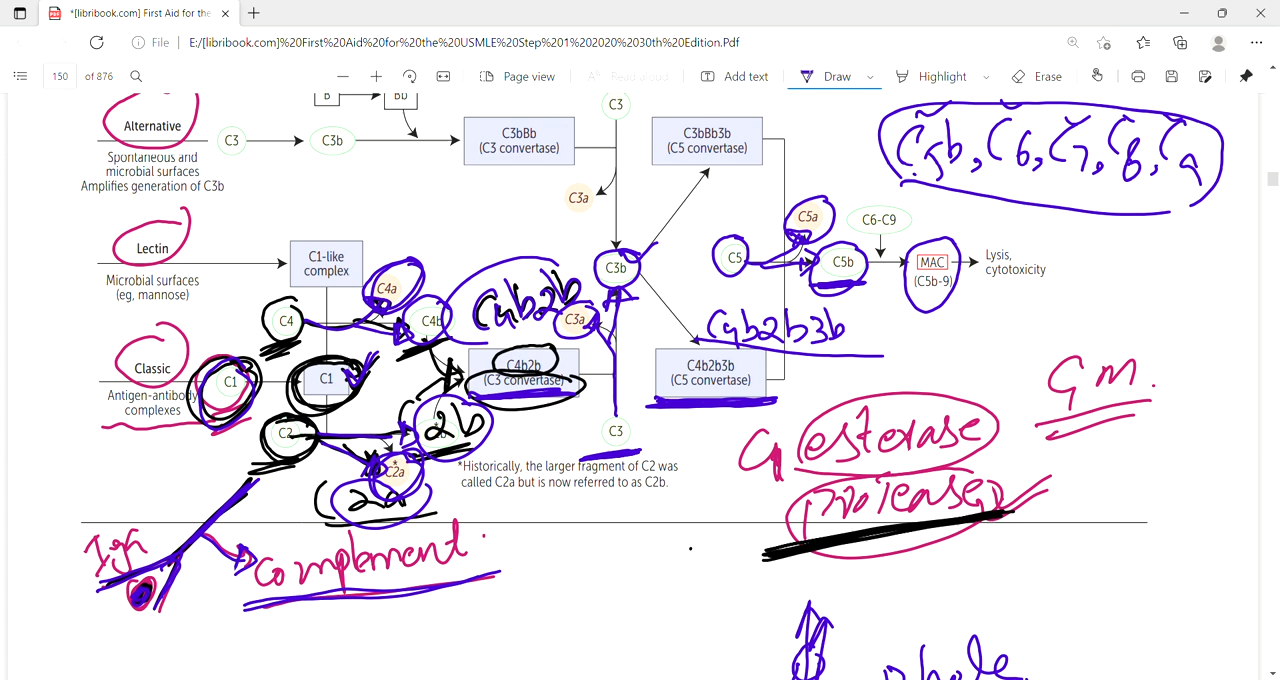 *[libribook.com] First Aid for the
File E:/[libribook.com]%20First%20Aid%20for%20the%20USMLE%20Step%201%202020%2030th%20Edition.Pdf
150 of 876 Page view Read aloud Add text Draw Highlight Erase
B Bb C3
Alternative C3 C3b C3bBb
(C3 convertase) C3bBb3b
(C5 convertase) C5b, C6, C7, C8, C9
Spontaneous and
microbial surfaces
Amplifies generation of C3b
C3a
C5a C6-C9
Lectin C1-like
complex C3b C5 C5b MAC
(C5b-9) Lysis,
cytotoxicity
Microbial surfaces
(eg, mannose)
C4a
C4 C4b C4b2b C3a C4b2b3b
Classic C1 C1 C4b2b
(C3 convertase) C4b2b3b
(C5 convertase) GM.
Antigen-antibody
complexes
C2 2b C3 esterase
C2a
*Historically, the larger fragment of C2 was
called C2a but is now referred to as C2b.
protease
complement
whole